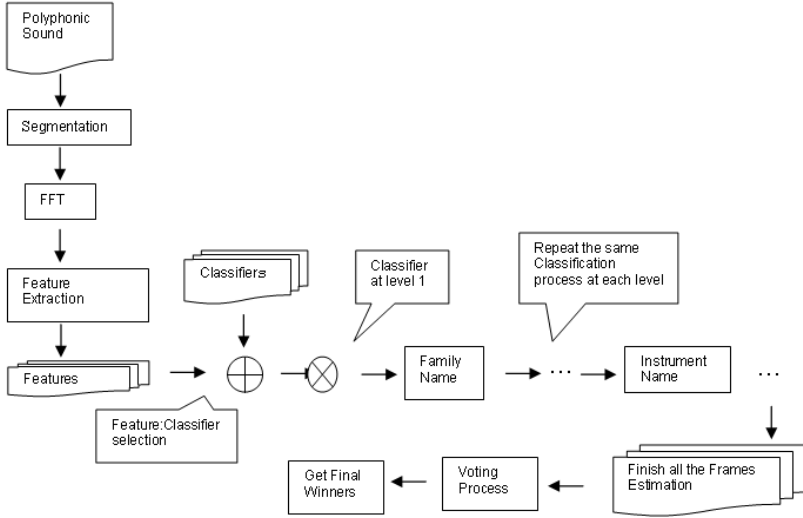 Polyphonic
Sound
Segmentation
FFT
Feature
Extraction
Features
Classifiers
Feature:Classifier
selection
Classifier
at level 1
Family
Name
Repeat the same
Classification
process at each level
...
Instrument
Name
...
Finish all the Frames
Estimation
Voting
Process
Get Final
Winners